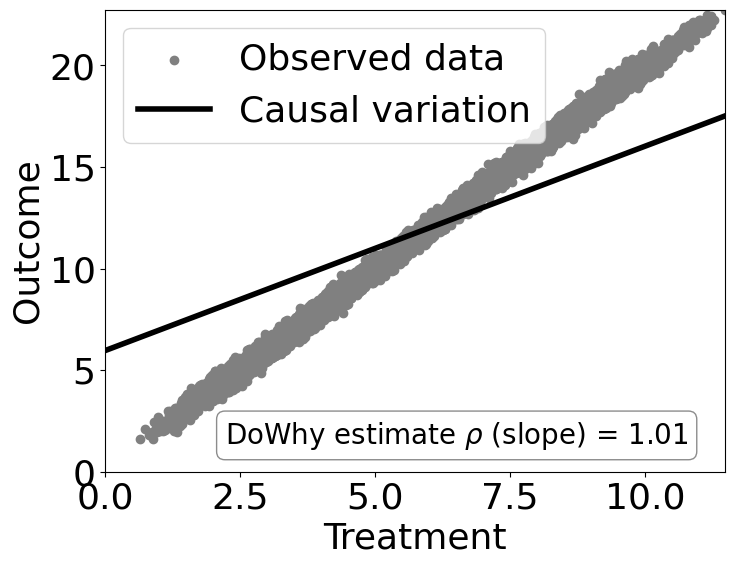 Observed data
Causal variation
20
15
10
5
0
Outcome
DoWhy estimate ρ (slope) = 1.01
0.0 2.5 5.0 7.5 10.0
Treatment